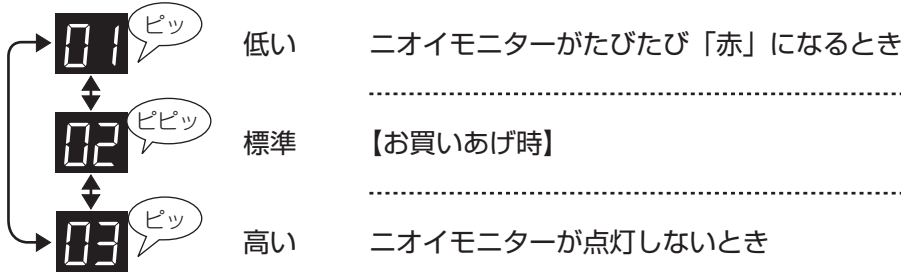 01 ピッ 低い ニオイモニターがたびたび「赤」になるとき
02 ピピッ 標準 【お買いあげ時】
03 ピッ 高い ニオイモニターが点灯しないとき